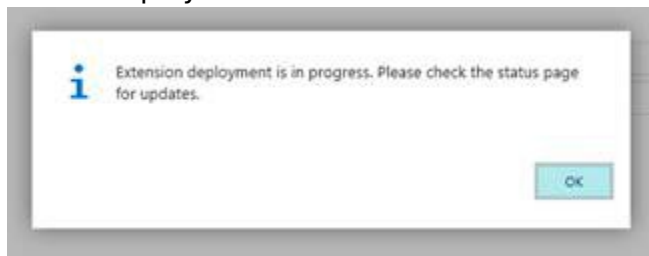 Extension deployment is in progress. Please check the status page
for updates.
OK